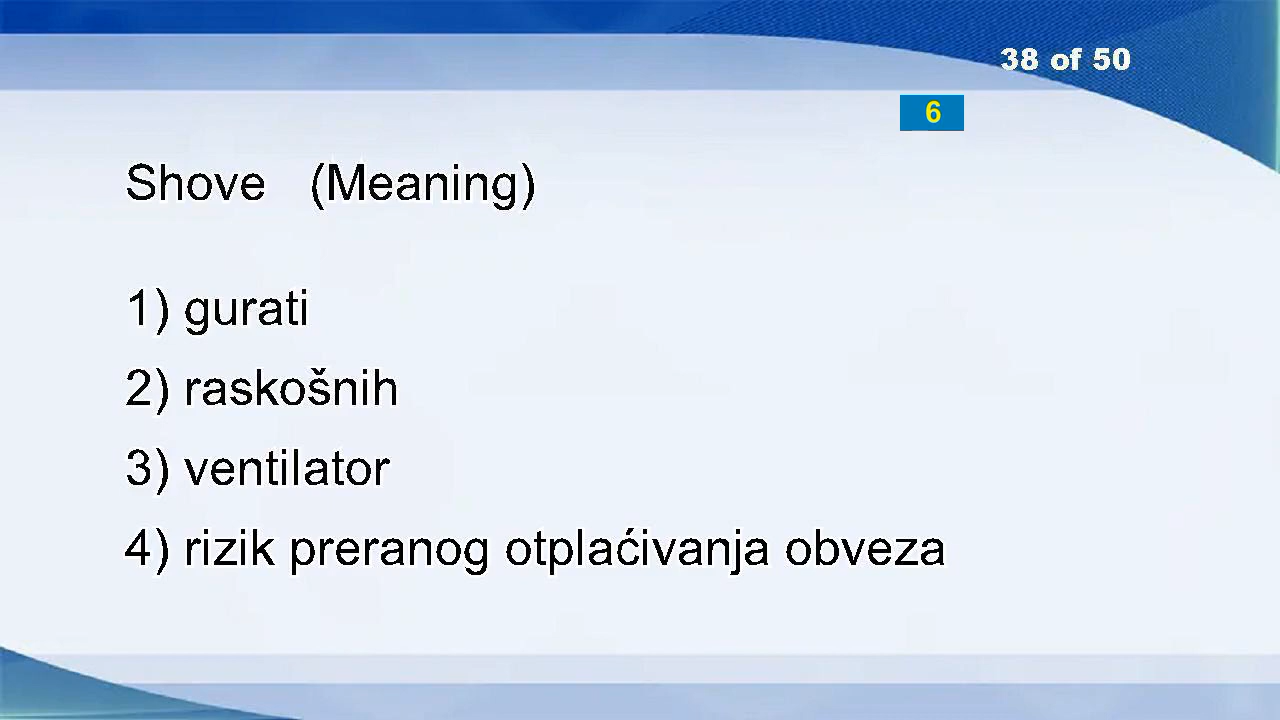 38 of 50
6
Shove (Meaning)
1) gurati
2) raskošnih
3) ventilator
4) rizik preranog otplaćivanja obveza